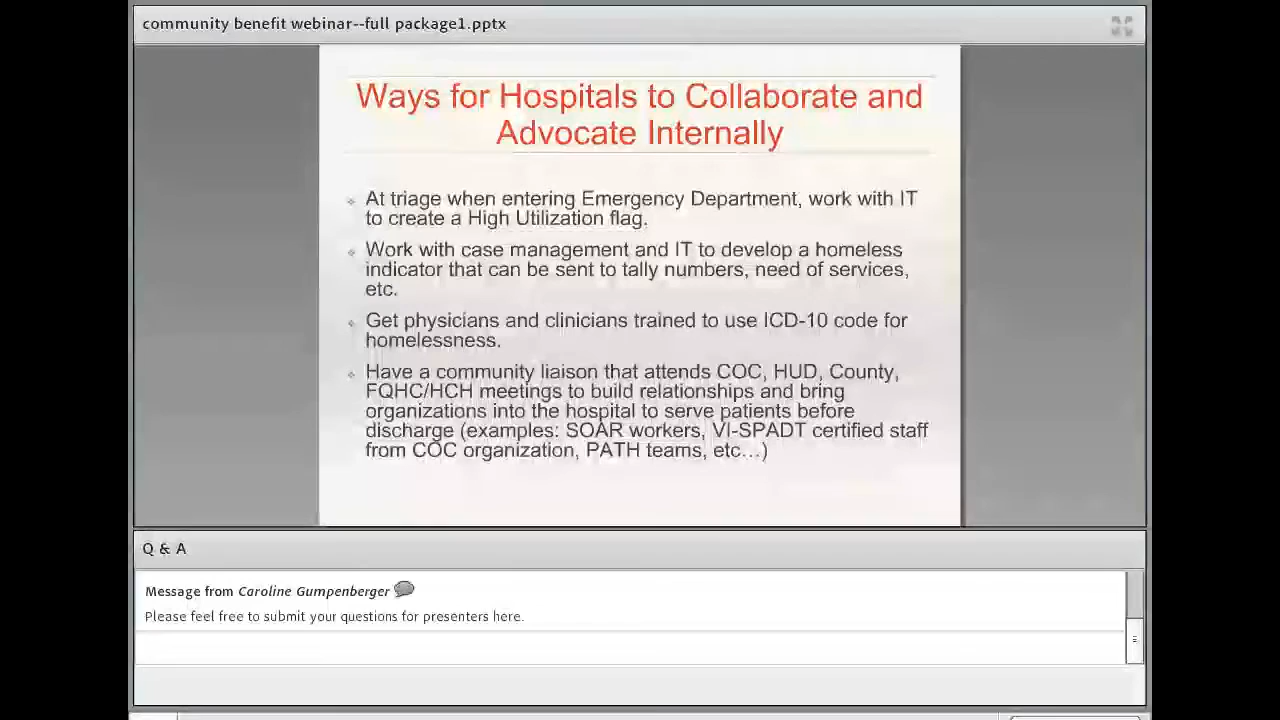 community benefit webinar--full package1.pptx
Ways for Hospitals to Collaborate and
Advocate Internally
At triage when entering Emergency Department, work with IT
to create a High Utilization flag.
Work with case management and IT to develop a homeless
indicator that can be sent to tally numbers, need of services,
etc.
Get physicians and clinicians trained to use ICD-10 code for
homelessness.
Have a community liaison that attends COC, HUD, County,
FQHC/HCH meetings to build relationships and bring
organizations into the hospital to serve patients before
discharge (examples: SOAR workers, VI-SPADT certified staff
from COC organization, PATH teams, etc...)
Q & A
Message from Caroline Gumpenberger
Please feel free to submit your questions for presenters here.